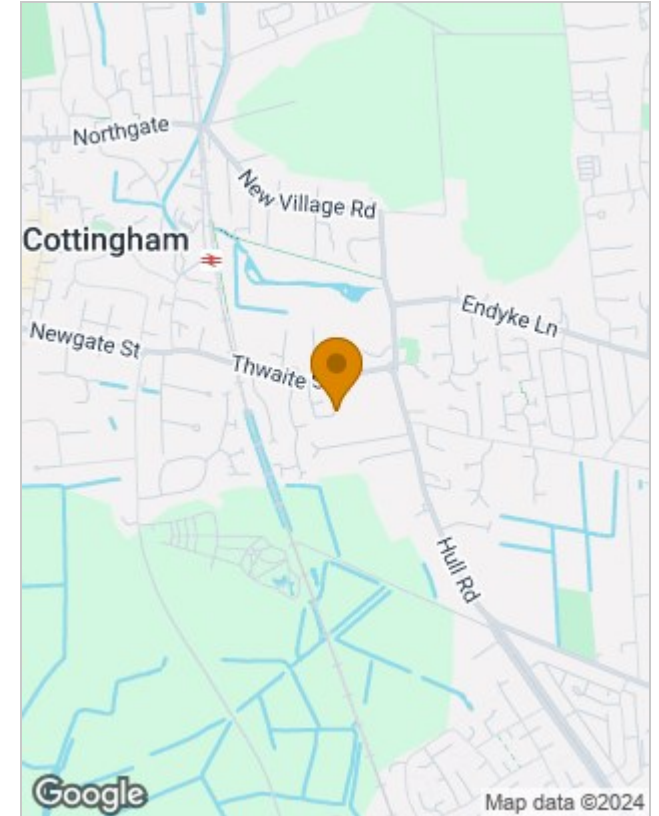 Northgate
New Village Rd
Cottingham
Endyke Ln
Newgate St
Thwaite S
Hull Rd
Google
Map data ©2024